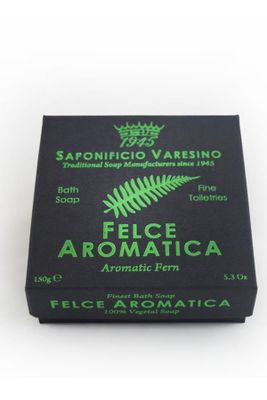 1945
SAPONIFICIO VARESINO
Traditional Soap Manufacturers since 1945
Bath
Soap
Fine
Toiletries
FELCE
AROMATICA
Aromatic Fern
150g ℮
5.3 Oz
Finest Bath Soap
FELCE AROMATICA
100% Vegetal Soap